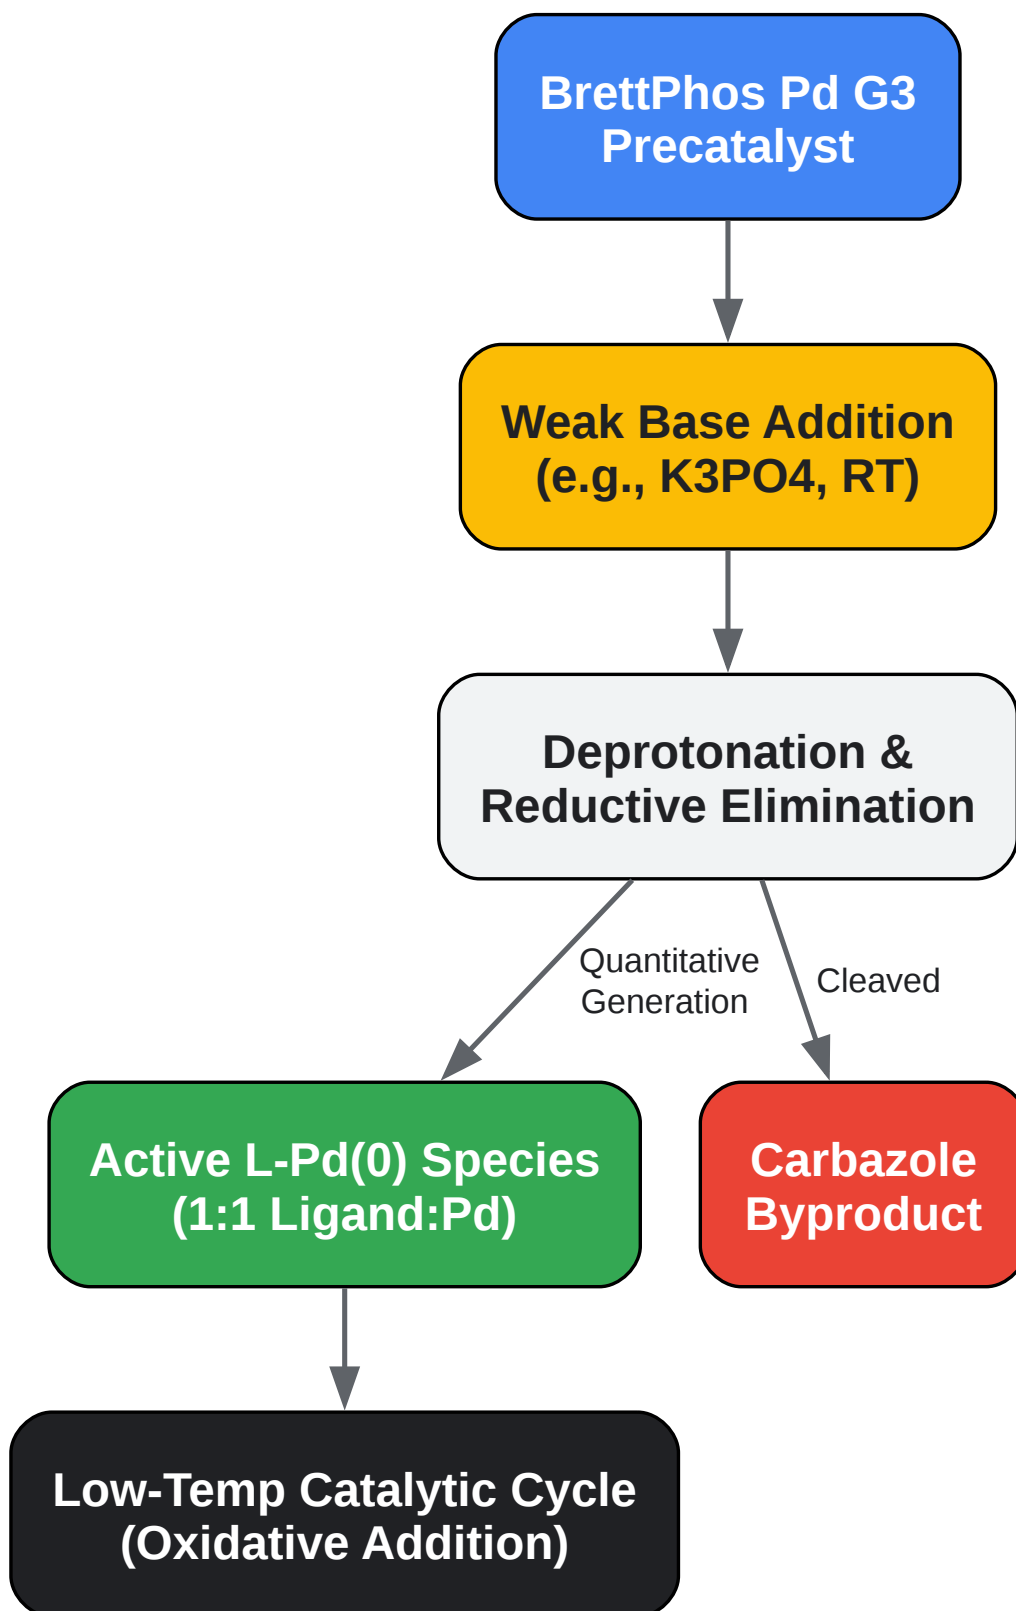 BrettPhos Pd G3
Precatalyst
Weak Base Addition
(e.g., K3PO4, RT)
Deprotonation &
Reductive Elimination
Quantitative
Generation
Cleaved
Active L-Pd(0) Species
(1:1 Ligand:Pd)
Carbazole
Byproduct
Low-Temp Catalytic Cycle
(Oxidative Addition)